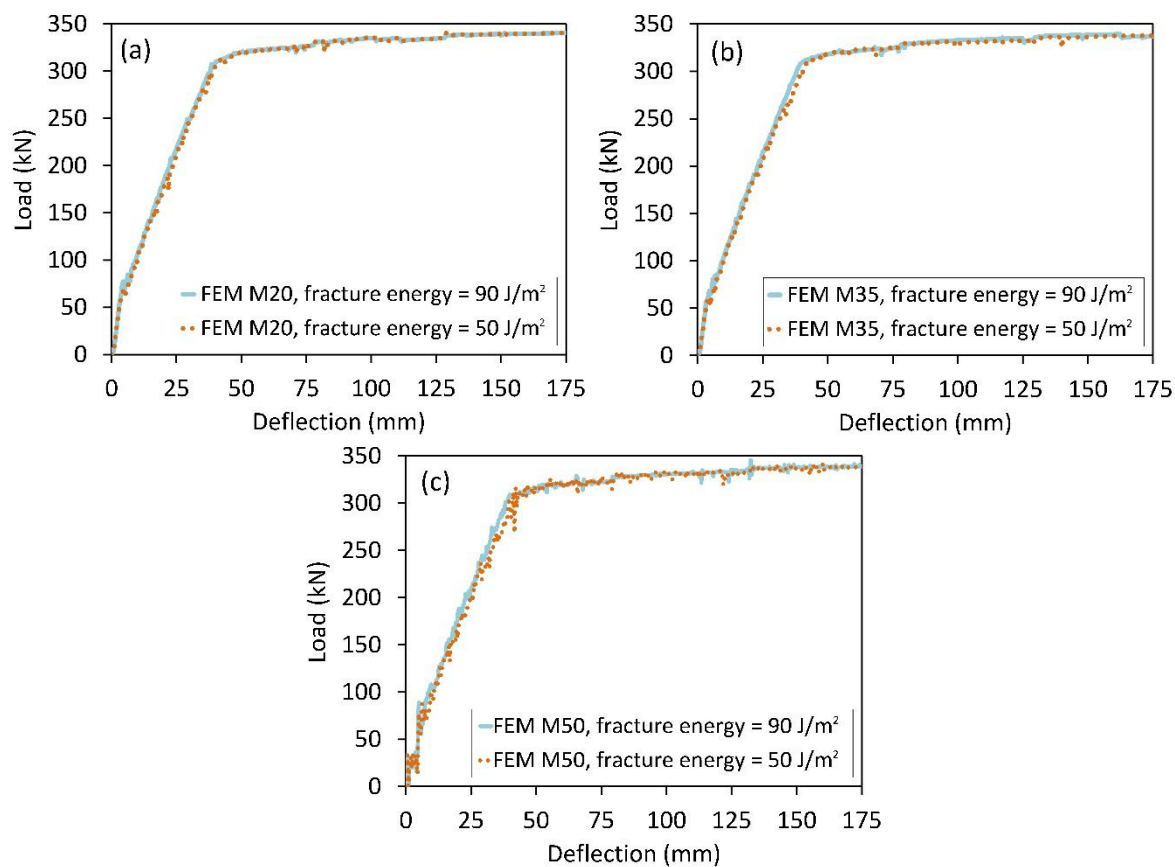 (a)
Load (kN)
350
300
250
200
150
100
50
0
FEM M20, fracture energy = 90 J/m²
FEM M20, fracture energy = 50 J/m²
0 25 50 75 100 125 150 175
Deflection (mm)
(b)
Load (kN)
350
300
250
200
150
100
50
0
FEM M35, fracture energy = 90 J/m²
FEM M35, fracture energy = 50 J/m²
0 25 50 75 100 125 150 175
Deflection (mm)
(c)
Load (kN)
350
300
250
200
150
100
50
0
FEM M50, fracture energy = 90 J/m²
FEM M50, fracture energy = 50 J/m²
0 25 50 75 100 125 150 175
Deflection (mm)